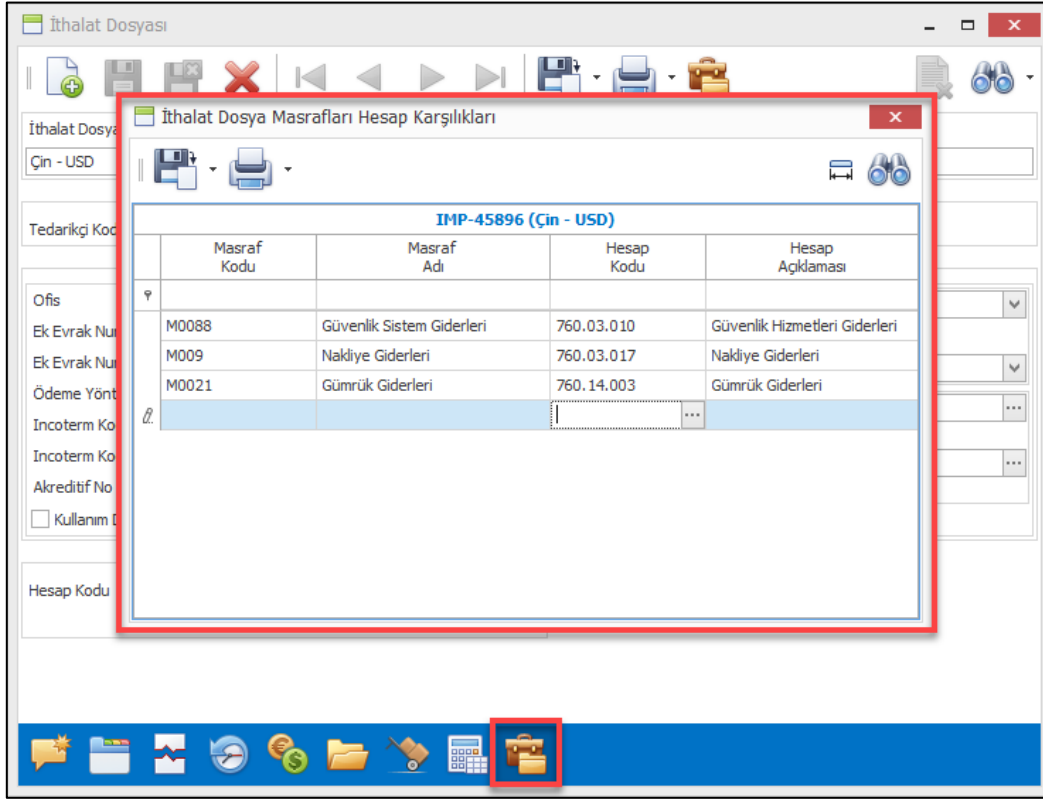 İthalat Dosyası
İthalat Dosya
Çin - USD
Tedarikçi Kod
Ofis
Ek Evrak Nu
Ek Evrak Nu
Ödeme Yönt
Incoterm Ko
Incoterm Ko
Akreditif No
Kullanım D
Hesap Kodu
İthalat Dosya Masrafları Hesap Karşılıkları
IMP-45896 (Çin - USD)
Masraf Kodu Masraf Adı Hesap Kodu Hesap Açıklaması
M0088 Güvenlik Sistem Giderleri 760.03.010 Güvenlik Hizmetleri Giderleri
M009 Nakliye Giderleri 760.03.017 Nakliye Giderleri
M0021 Gümrük Giderleri 760.14.003 Gümrük Giderleri